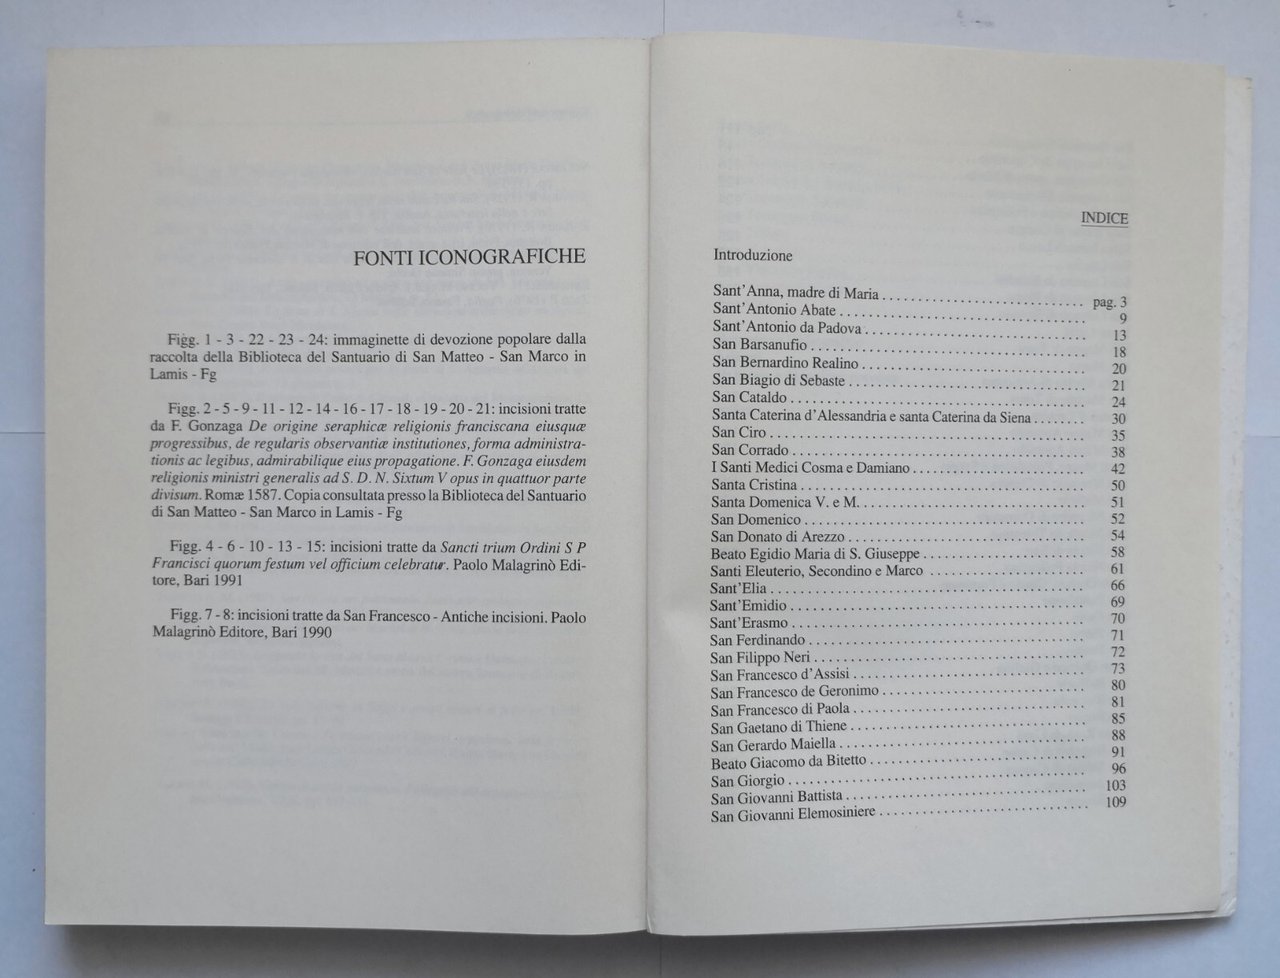 FONTI ICONOGRAFICHE
Figg. 1 - 3 - 22 - 23 - 24: immaginette di devozione popolare dalla
raccolta della Biblioteca del Santuario di San Matteo - San Marco in
Lamis - Fg
Figg. 2 - 5 - 9 - 11 - 12 - 14 - 16 - 17 - 18 - 19 - 20 - 21: incisioni tratte
da F. Gonzaga De origine seraphicæ religionis franciscana eiusquæ
progressibus, de regularis observantiæ institutiones, forma administra-
tionis ac legibus, admirabilique eius propagatione. F. Gonzaga eiusdem
religionis ministri generalis ad S. D. N. Sixtum V opus in quattuor parte
divisum. Romæ 1587. Copia consultata presso la Biblioteca del Santuario
di San Matteo - San Marco in Lamis - Fg
Figg. 4 - 6 - 10 - 13 - 15: incisioni tratte da Sancti trium Ordini S P
Francisci quorum festum vel officium celebratur. Paolo Malagrinò Edi-
tore, Bari 1991
Figg. 7 - 8: incisioni tratte da San Francesco - Antiche incisioni. Paolo
Malagrinò Editore, Bari 1990
INDICE
Introduzione
Sant'Anna, madre di Maria pag. 3
Sant'Antonio Abate 9
Sant'Antonio da Padova 13
San Barsanufio 18
San Bernardino Realino 20
San Biagio di Sebaste 21
San Cataldo 24
Santa Caterina d'Alessandria e santa Caterina da Siena 30
San Ciro 35
San Corrado 38
I Santi Medici Cosma e Damiano 42
Santa Cristina 50
Santa Domenica V. e M. 51
San Domenico 52
San Donato di Arezzo 54
Beato Egidio Maria di S. Giuseppe 58
Santi Eleuterio, Secondino e Marco 61
Sant'Elia 66
Sant'Emidio 69
Sant'Erasmo 70
San Ferdinando 71
San Filippo Neri 72
San Francesco d'Assisi 73
San Francesco de Geronimo 80
San Francesco di Paola 81
San Gaetano di Thiene 85
San Gerardo Maiella 88
Beato Giacomo da Bitetto 91
San Giorgio 96
San Giovanni Battista 103
San Giovanni Elemosiniere 109